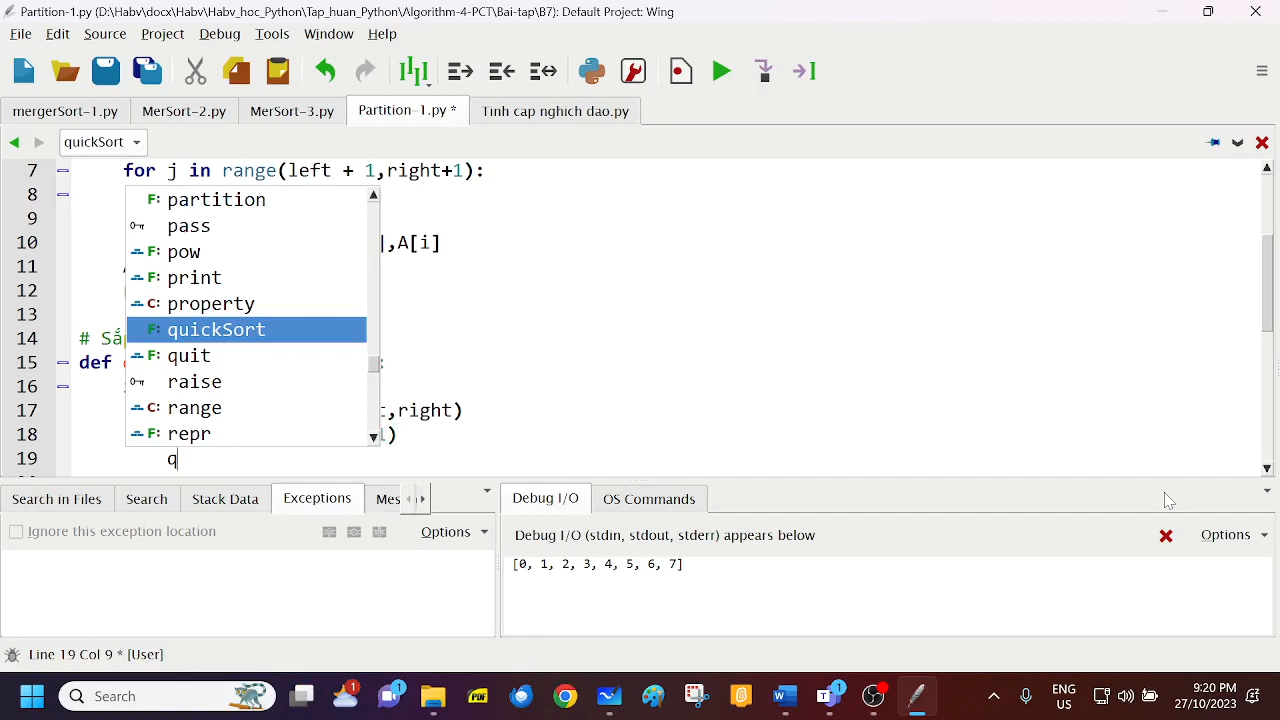 Partition-1.py (D:\Habv\docx\Habv\Habv_hoc_Python\Tap_huan_Python\Algorithm-4-PCT\Bai-tap\B7): Default Project: Wing
File Edit Source Project Debug Tools Window Help
mergerSort-1.py MerSort-2.py MerSort-3.py Partition-1.py * Tinh cap nghich dao.py
quickSort
7 for j in range(left + 1,right+1):
8
partition
9
pass
10 ,A[i]
pow
11
print
12
property
13
quickSort
14 # Sắ
quit
15 def :
raise
16
range
17 ,right)
repr
18 )
19 q
Search in Files Search Stack Data Exceptions Debug I/O OS Commands
Ignore this exception location Options Debug I/O (stdin, stdout, stderr) appears below Options
[0, 1, 2, 3, 4, 5, 6, 7]
Line 19 Col 9 * [User]
Search PDF ENG US 9:20 PM 27/10/2023